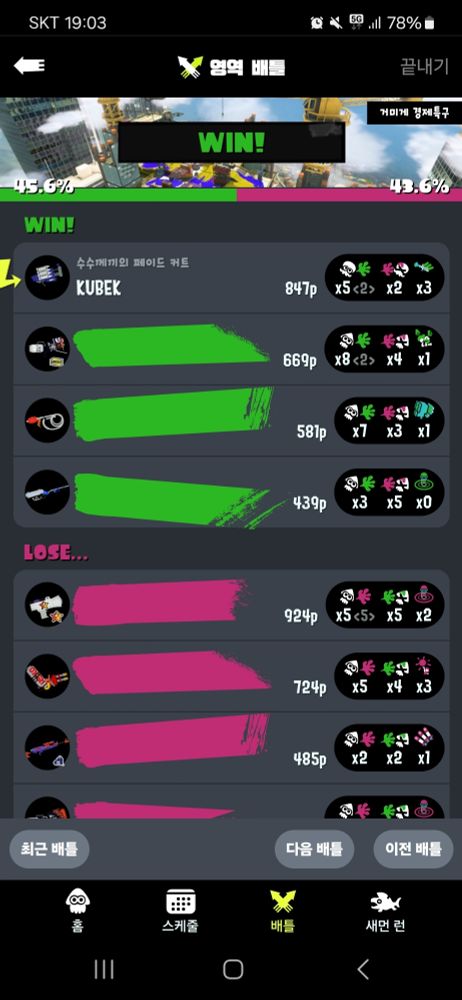 SKT 19:03
5G
78%
영역 배틀
끝내기
거미게 경제특구
WIN!
45.6%
43.6%
WIN!
수수께끼의 페이드 커트
KUBEK
847p
x5<2> x2 x3
669p
x8<2> x4 x1
581p
x7 x3 x1
439p
x3 x5 x0
LOSE...
924p
x5<5> x5 x2
724p
x5 x4 x3
485p
x2 x2 x1
최근 배틀
다음 배틀
이전 배틀
홈
스케줄
배틀
새먼 런